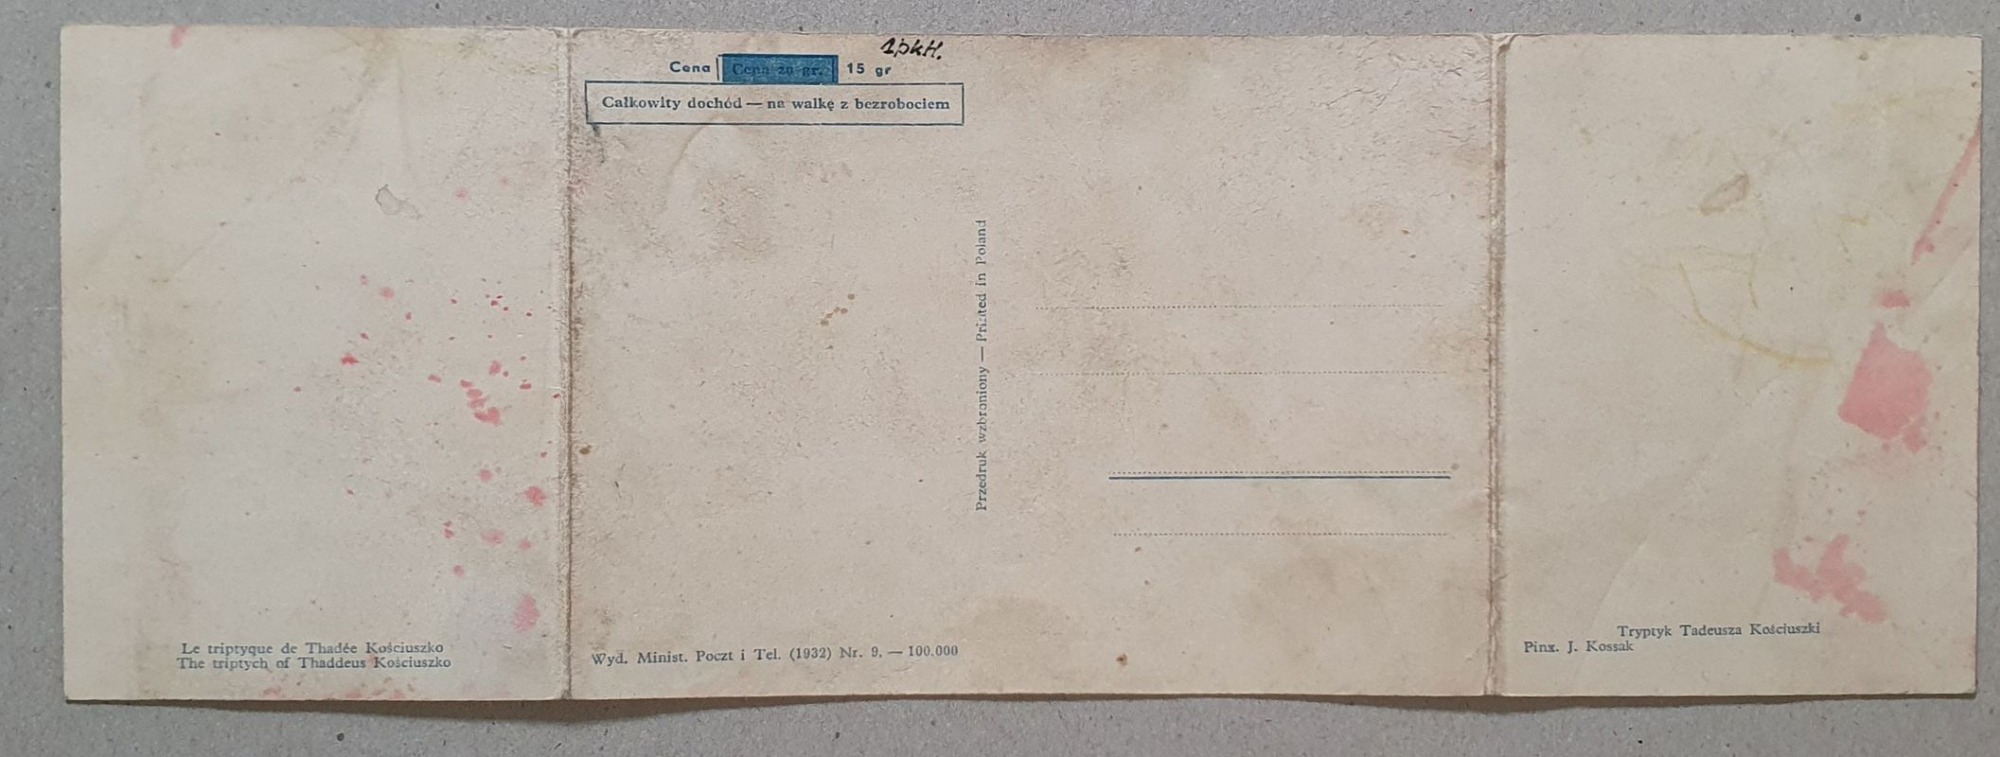 1pkH.
Cena Cena 20 gr. 15 gr
Całkowity dochód — na walkę z bezrobociem
Przedruk wzbroniony — Printed in Poland
Le triptyque de Thadée Kościuszko
The triptych of Thaddeus Kościuszko
Wyd. Minist. Poczt i Tel. (1932) Nr. 9. — 100.000
Tryptyk Tadeusza Kościuszki
Pinx. J. Kossak